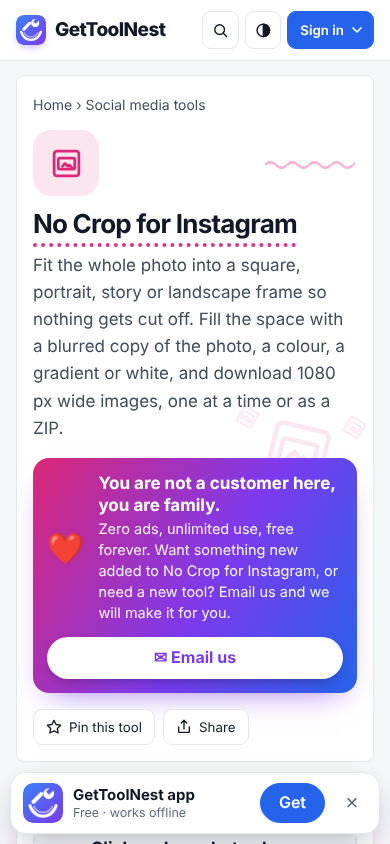 GetToolNest
Sign in
Home › Social media tools
No Crop for Instagram
Fit the whole photo into a square,
portrait, story or landscape frame so
nothing gets cut off. Fill the space with
a blurred copy of the photo, a colour, a
gradient or white, and download 1080
px wide images, one at a time or as a
ZIP.
You are not a customer here,
you are family.
Zero ads, unlimited use, free
forever. Want something new
added to No Crop for Instagram, or
need a new tool? Email us and we
will make it for you.
✉ Email us
Pin this tool
Share
GetToolNest app
Free · works offline
Get
✕